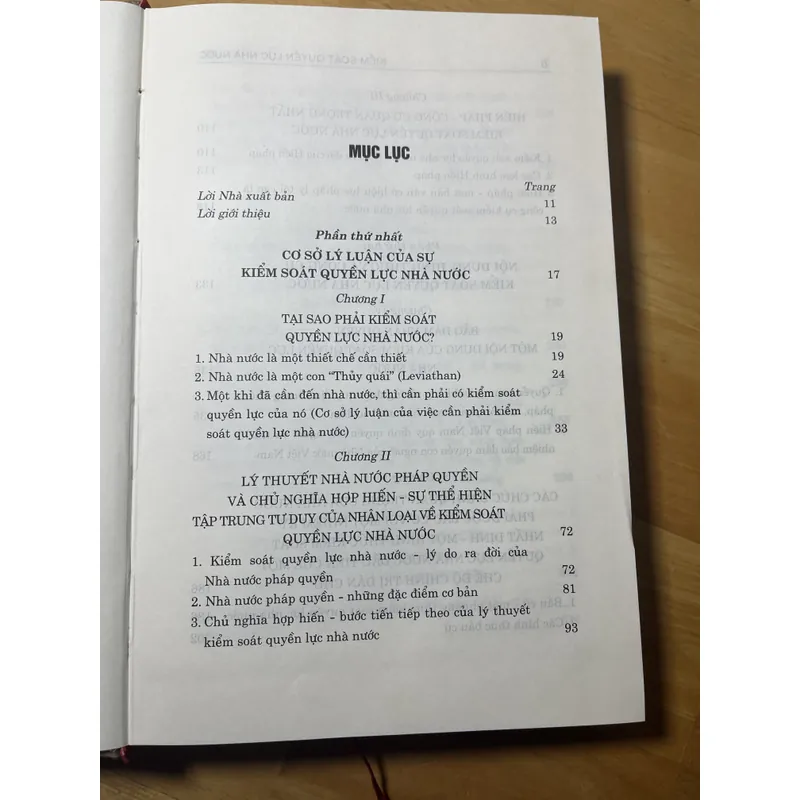 MỤC LỤC
Trang
Lời Nhà xuất bản 11
Lời giới thiệu 13
Phần thứ nhất
CƠ SỞ LÝ LUẬN CỦA SỰ
KIỂM SOÁT QUYỀN LỰC NHÀ NƯỚC 17
Chương I
TẠI SAO PHẢI KIỂM SOÁT
QUYỀN LỰC NHÀ NƯỚC? 19
1. Nhà nước là một thiết chế cần thiết 19
2. Nhà nước là một con “Thủy quái” (Leviathan) 24
3. Một khi đã cần đến nhà nước, thì cần phải có kiểm soát
quyền lực của nó (Cơ sở lý luận của việc cần phải kiểm
soát quyền lực nhà nước) 33
Chương II
LÝ THUYẾT NHÀ NƯỚC PHÁP QUYỀN
VÀ CHỦ NGHĨA HỢP HIẾN - SỰ THỂ HIỆN
TẬP TRUNG TƯ DUY CỦA NHÂN LOẠI VỀ KIỂM SOÁT
QUYỀN LỰC NHÀ NƯỚC 72
1. Kiểm soát quyền lực nhà nước - lý do ra đời của
Nhà nước pháp quyền 72
2. Nhà nước pháp quyền - những đặc điểm cơ bản 81
3. Chủ nghĩa hợp hiến - bước tiến tiếp theo của lý thuyết
kiểm soát quyền lực nhà nước 93